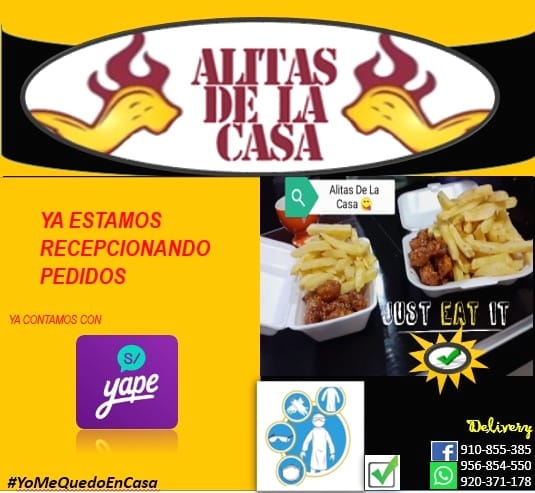 ALITAS
DE LA
CASA
YA ESTAMOS
RECEPCIONANDO
PEDIDOS
YA CONTAMOS CON
S/
yape
Alitas De La
Casa 😋
JUST EAT IT
Delivery
910-855-385
956-854-550
920-371-178
#YoMeQuedoEnCasa